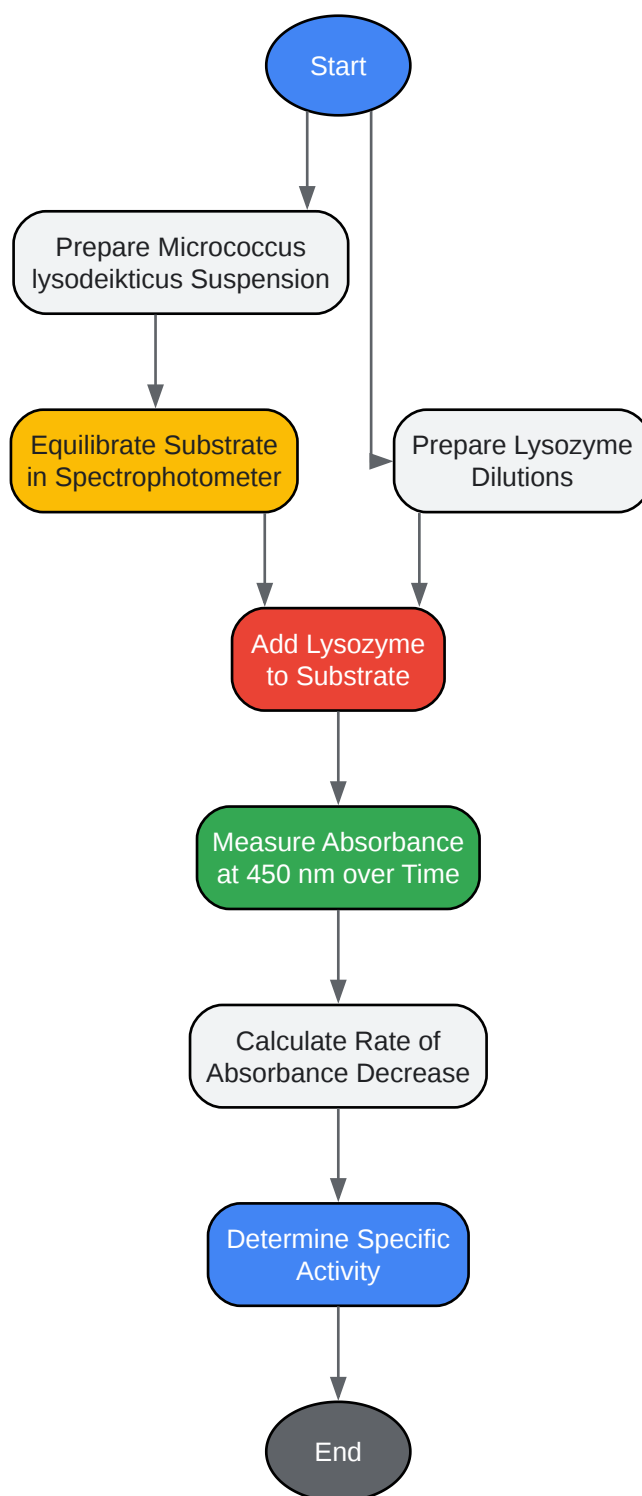 Start
Prepare Micrococcus
lysodeikticus Suspension
Equilibrate Substrate
in Spectrophotometer
Prepare Lysozyme
Dilutions
Add Lysozyme
to Substrate
Measure Absorbance
at 450 nm over Time
Calculate Rate of
Absorbance Decrease
Determine Specific
Activity
End